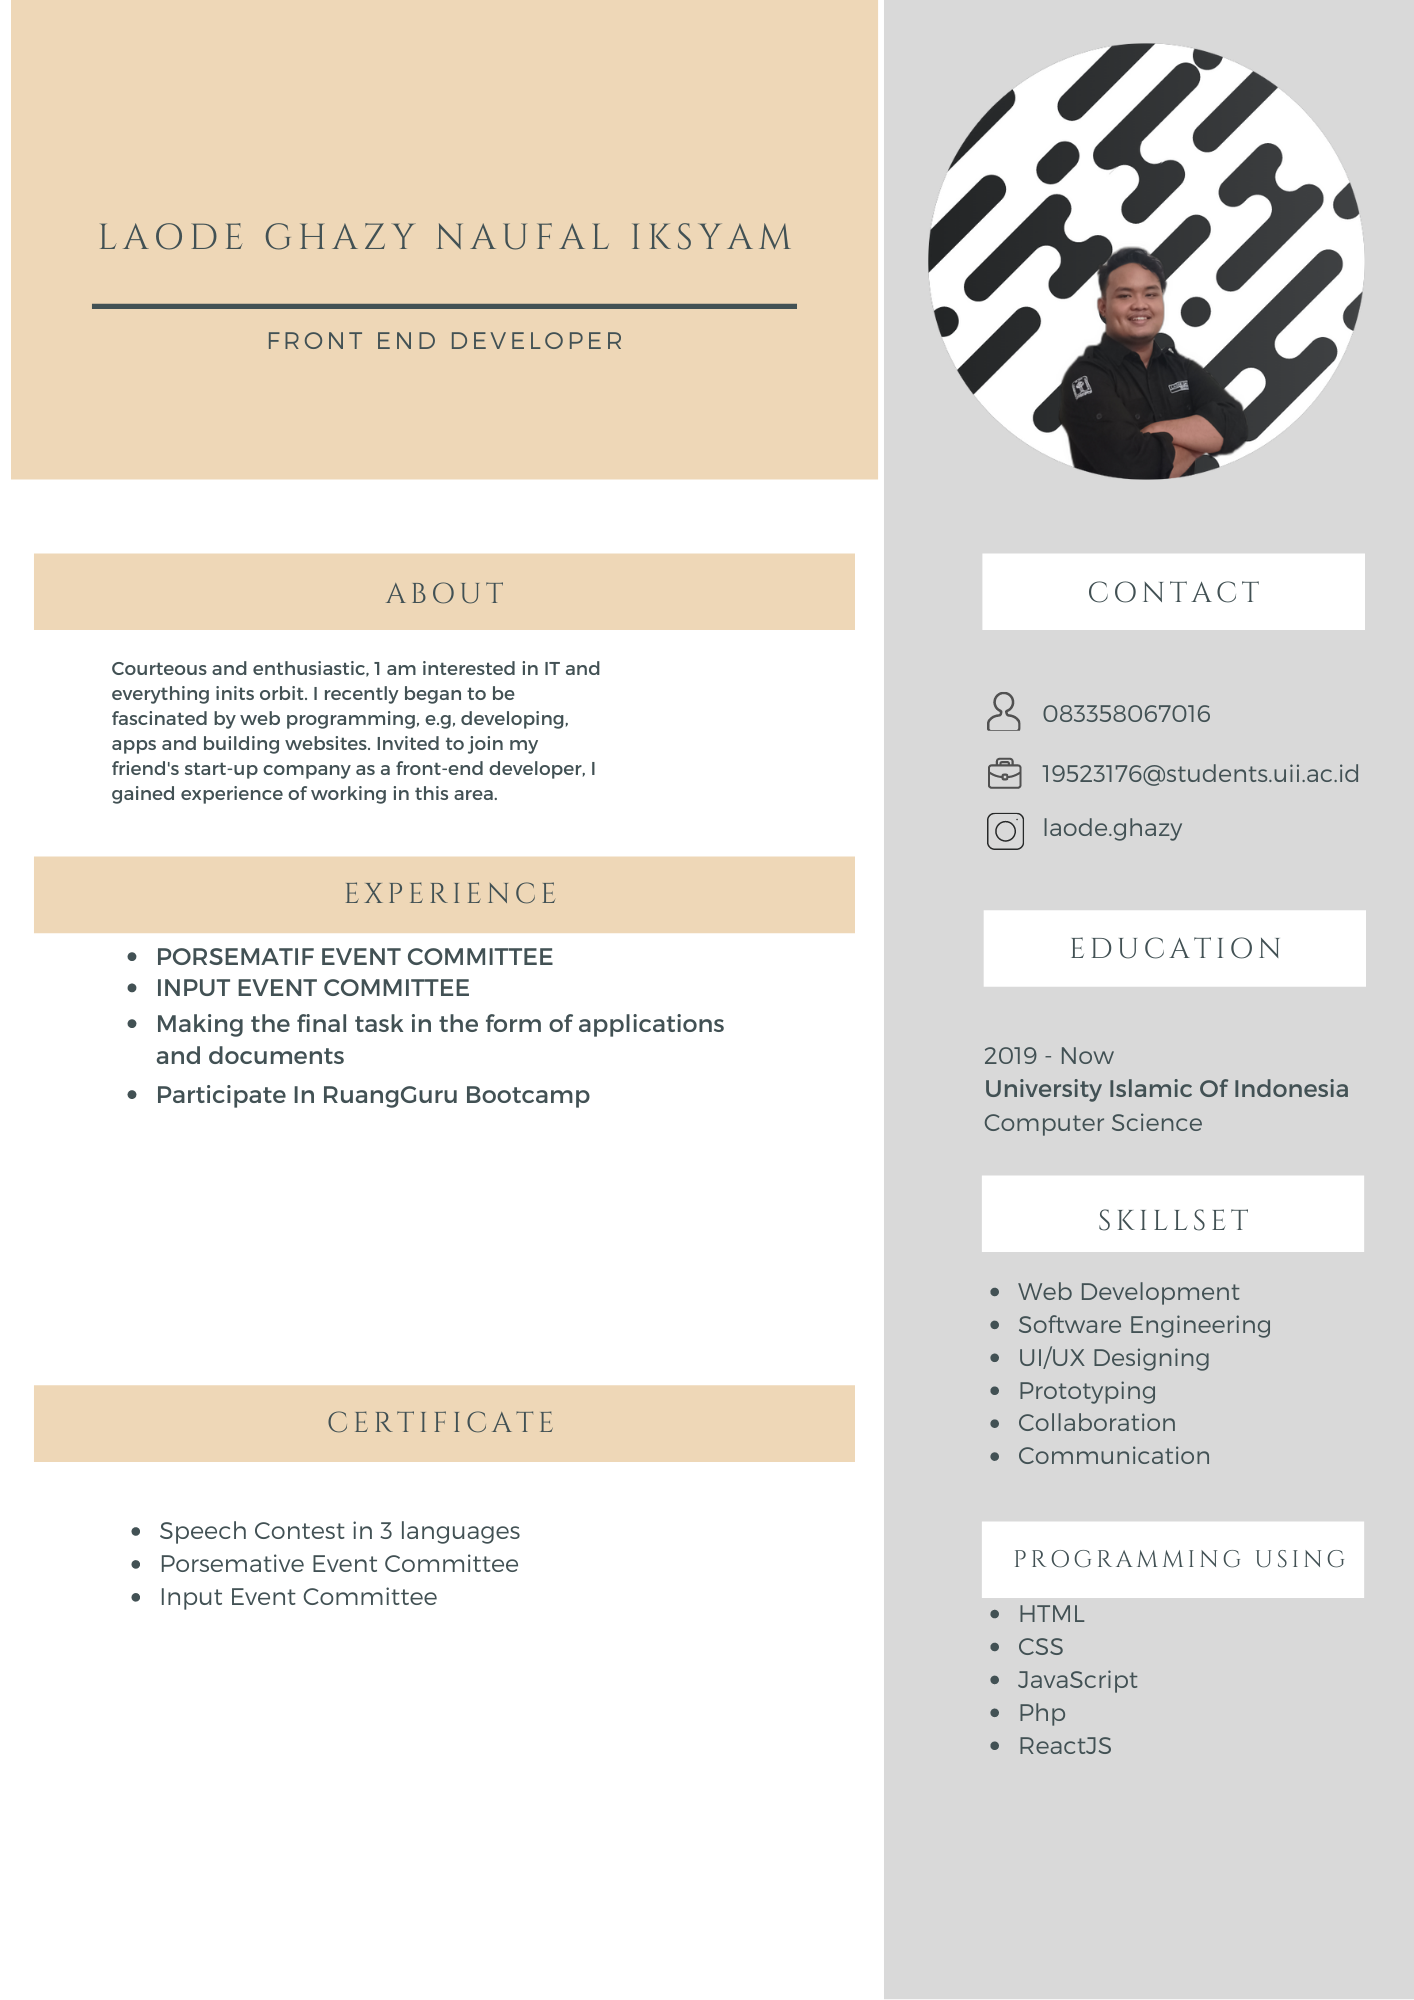 LAODE GHAZY NAUFAL IKSYAM
FRONT END DEVELOPER
ABOUT
Courteous and enthusiastic, 1 am interested in IT and
everything inits orbit. I recently began to be
fascinated by web programming, e.g, developing,
apps and building websites. Invited to join my
friend's start-up company as a front-end developer, I
gained experience of working in this area.
EXPERIENCE
• PORSEMATIF EVENT COMMITTEE
• INPUT EVENT COMMITTEE
• Making the final task in the form of applications
and documents
• Participate In RuangGuru Bootcamp
CERTIFICATE
• Speech Contest in 3 languages
• Porsemative Event Committee
• Input Event Committee
CONTACT
083358067016
19523176@students.uii.ac.id
laode.ghazy
EDUCATION
2019 - Now
University Islamic Of Indonesia
Computer Science
SKILLSET
• Web Development
• Software Engineering
• UI/UX Designing
• Prototyping
• Collaboration
• Communication
PROGRAMMING USING
• HTML
• CSS
• JavaScript
• Php
• ReactJS